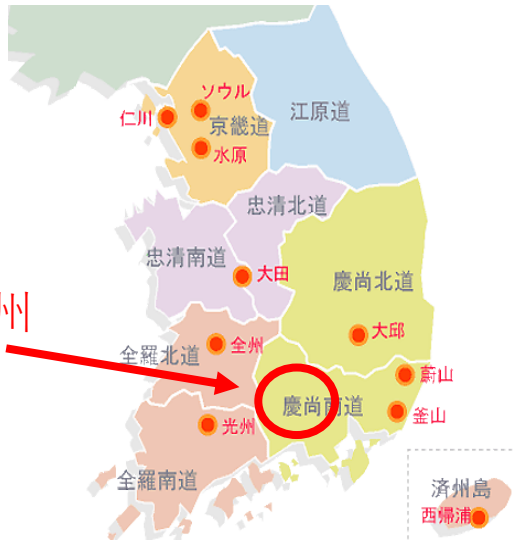 ソウル
仁川
京畿道
江原道
水原
忠清北道
忠清南道
大田
慶尚北道
州
大邱
全羅北道
全州
蔚山
慶尚南道
釜山
光州
全羅南道
済州島
西帰浦